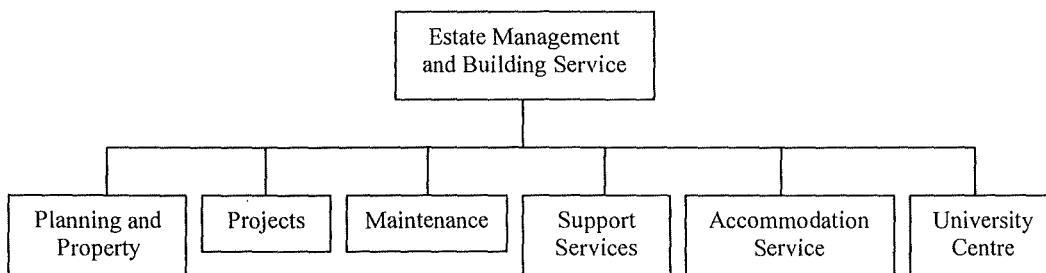 Estate Management
and Building Service
Planning and
Property
Projects
Maintenance
Support
Services
Accommodation
Service
University
Centre